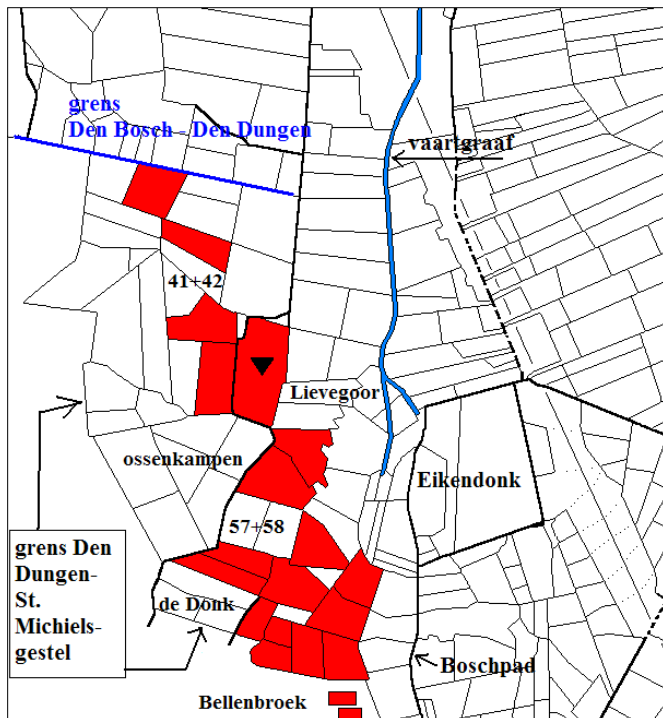 grens
Den Bosch - Den Dungen
vaartgraaf
41+42
Lievegoor
ossenkampen
Eikendonk
57+58
grens Den
Dungen-
St.
Michiels-
gestel
de Donk
Boschpad
Bellenbroek